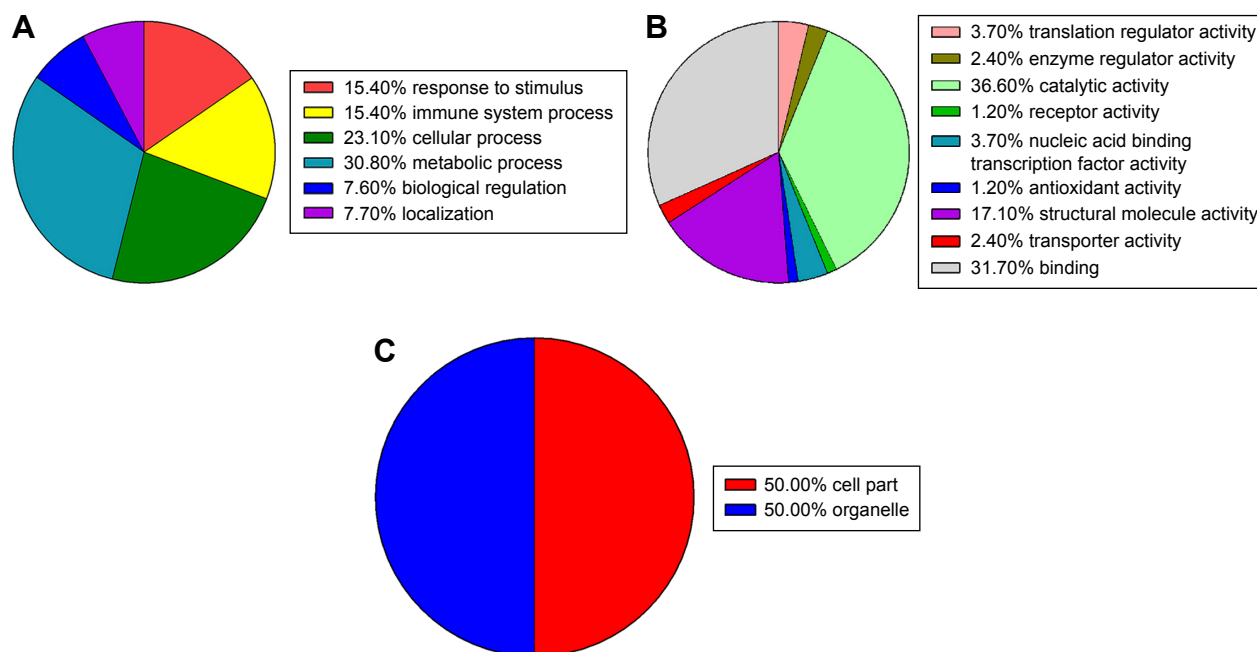 A
15.40% response to stimulus
15.40% immune system process
23.10% cellular process
30.80% metabolic process
7.60% biological regulation
7.70% localization
B
3.70% translation regulator activity
2.40% enzyme regulator activity
36.60% catalytic activity
1.20% receptor activity
3.70% nucleic acid binding
transcription factor activity
1.20% antioxidant activity
17.10% structural molecule activity
2.40% transporter activity
31.70% binding
C
50.00% cell part
50.00% organelle